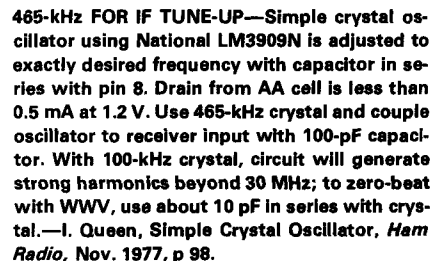 465-kHz FOR IF TUNE-UP—Simple crystal os-
cillator using National LM3909N is adjusted to
exactly desired frequency with capacitor in se-
ries with pin 8. Drain from AA cell is less than
0.5 mA at 1.2 V. Use 465-kHz crystal and couple
oscillator to receiver input with 100-pF capaci-
tor. With 100-kHz crystal, circuit will generate
strong harmonics beyond 30 MHz; to zero-beat
with WWV, use about 10 pF in series with crys-
tal.—I. Queen, Simple Crystal Oscillator, Ham
Radio, Nov. 1977, p 98.